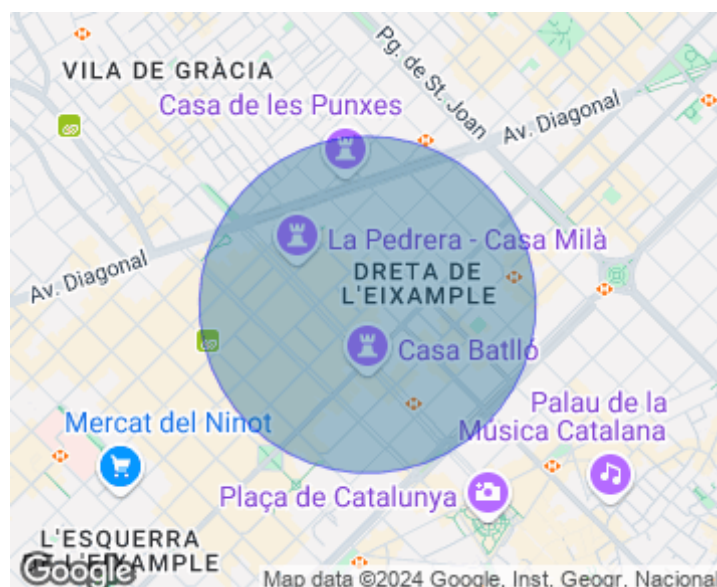 VILA DE GRÀCIA
Pg. de St. Joan
Casa de les Punxes
Av. Diagonal
La Pedrera - Casa Milà
DRETA DE
L'EIXAMPLE
Av. Diagonal
Casa Batlló
Mercat del Ninot
Palau de la
Música Catalana
Plaça de Catalunya
L'ESQUERRA
DE L'EIXAMPLE
Google
Map data ©2024 Google, Inst. Geogr. Nacional